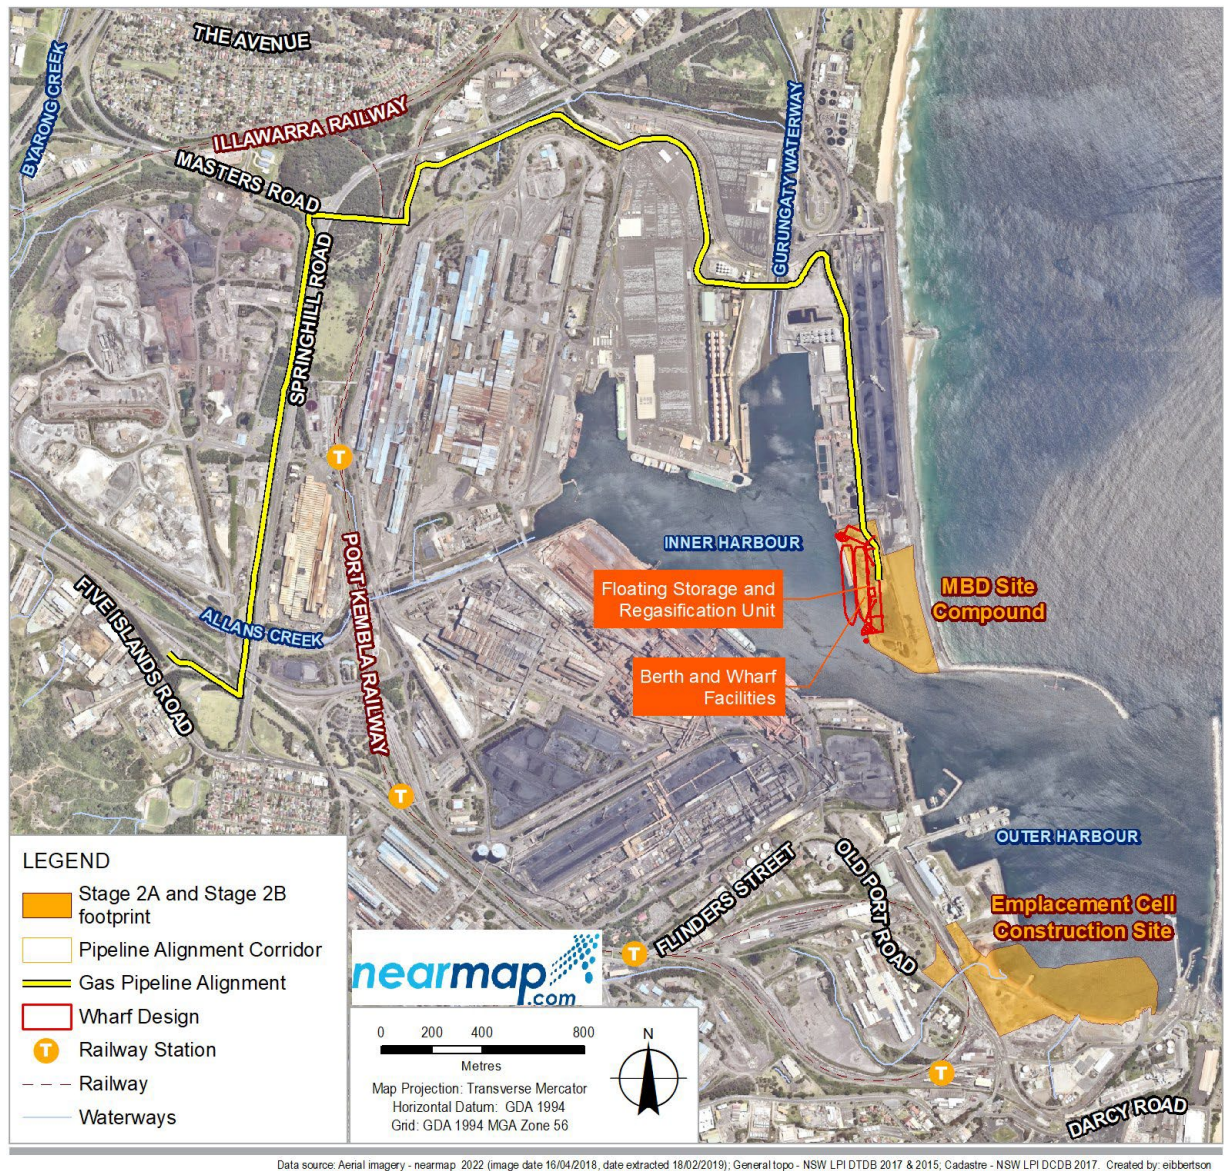 THE AVENUE
BYARONG CREEK
ILLAWARRA RAILWAY
MASTERS ROAD
GURUNGATY WATERWAY
SPRINGHILL ROAD
T
INNER HARBOUR
PORT KEMBLA RAILWAY
Floating Storage and
Regasification Unit
MBD Site
Compound
FIVE ISLANDS ROAD
ALLANS CREEK
Berth and Wharf
Facilities
T
OUTER HARBOUR
FLINDERS STREET
OLD PORT ROAD
Emplacement Cell
Construction Site
T
T
DARCY ROAD
LEGEND
Stage 2A and Stage 2B
footprint
Pipeline Alignment Corridor
Gas Pipeline Alignment
Wharf Design
T Railway Station
Railway
Waterways
nearmap
.com
0 200 400 800
Metres
Map Projection: Transverse Mercator
Horizontal Datum: GDA 1994
Grid: GDA 1994 MGA Zone 56
N
Data source: Aerial imagery - nearmap 2022 (image date 16/04/2018, date extracted 18/02/2019); General topo - NSW LPI DTDB 2017 & 2015; Cadastre - NSW LPI DCDB 2017. Created by: eibbertson